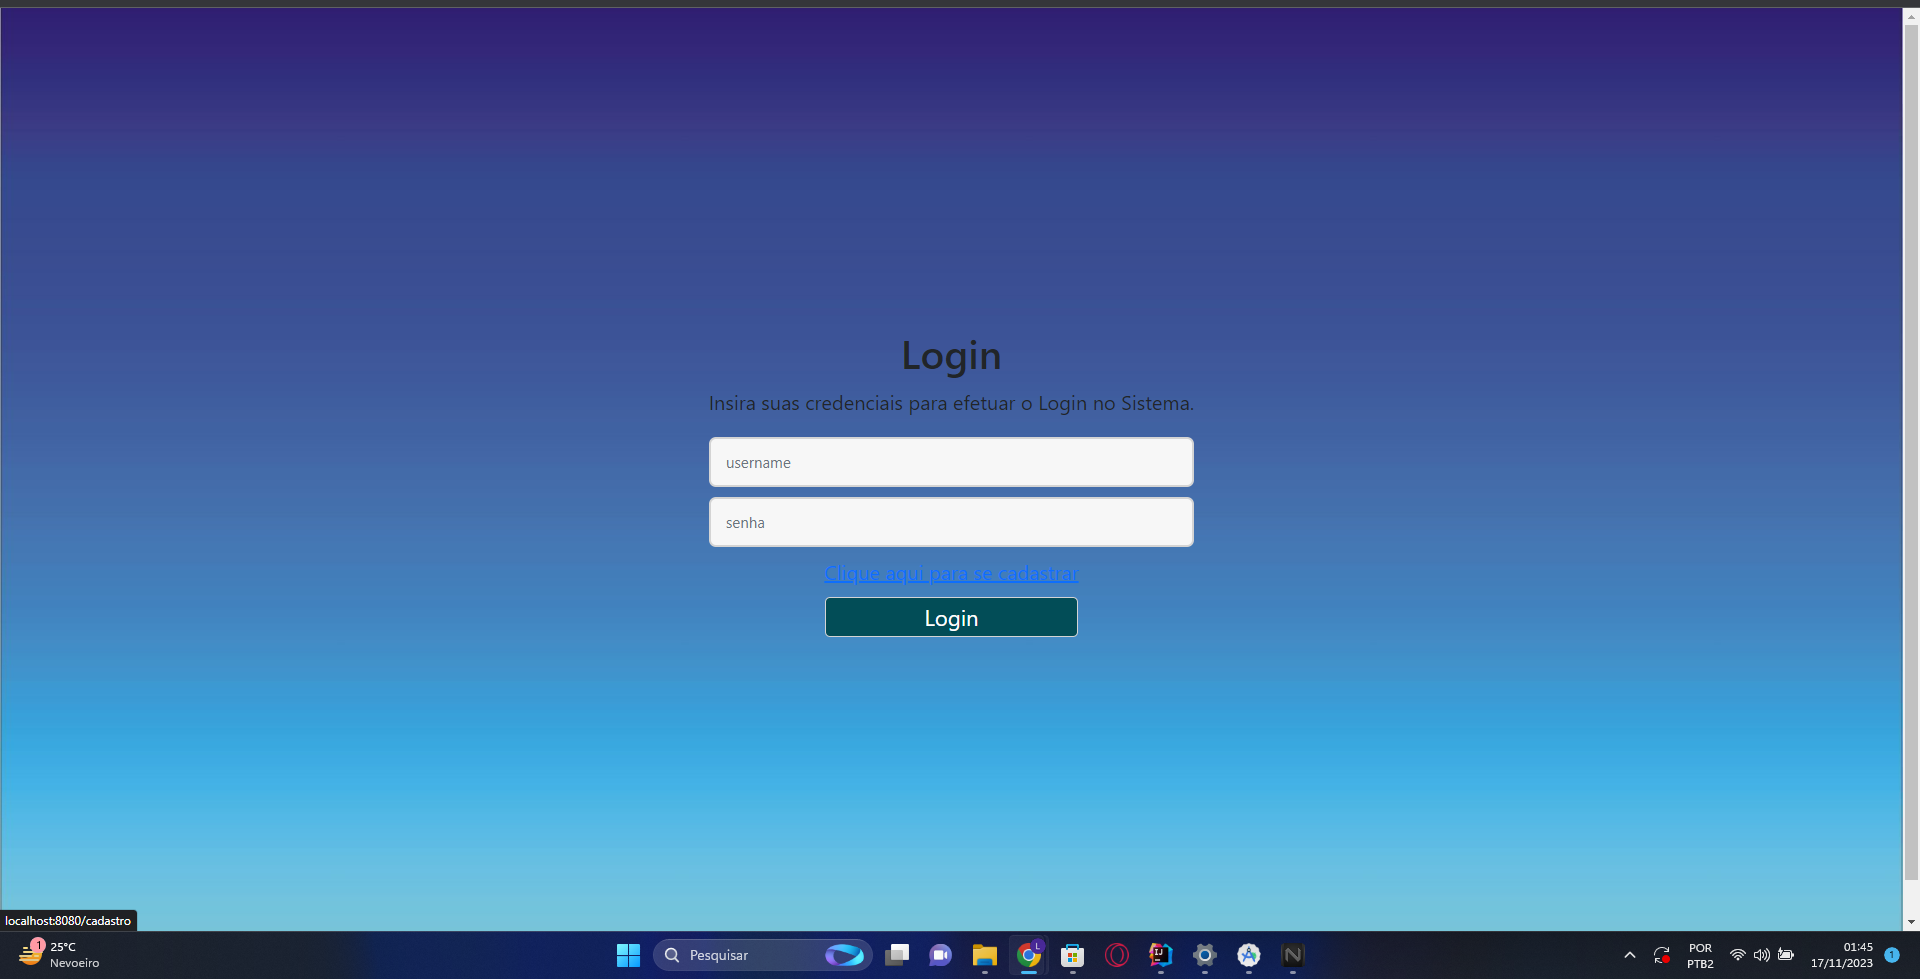 Login
Insira suas credenciais para efetuar o Login no Sistema.
username
senha
Clique aqui para se cadastrar
Login
localhost:8080/cadastro
1
25°C
Nevoeiro
Pesquisar
L
IJ
N
POR
PTB2
01:45
17/11/2023
1